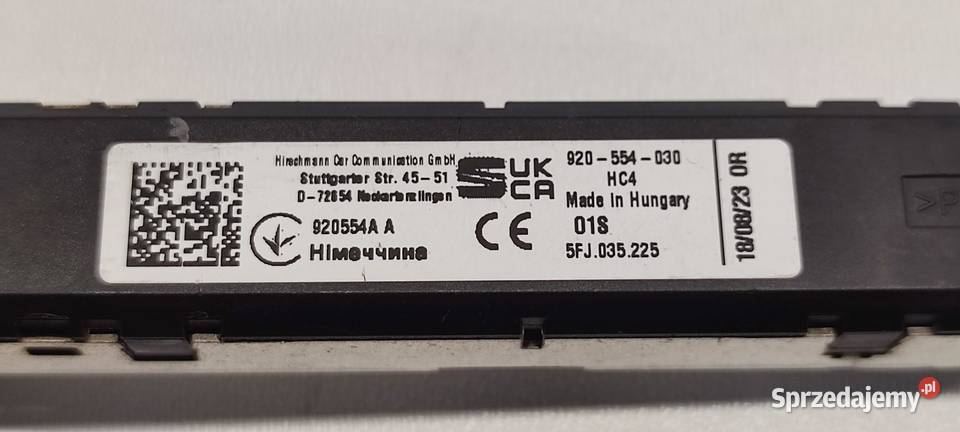 Hirschmann Car Communication GmbH
Stuttgarter Str. 45-51
D-72654 Neckartenzlingen
920554A A
Німеччина
UK
CA
CE
920-554-030
HC4
Made in Hungary
01S
5FJ.035.225
18/08/23 0R
Sprzedajemy.pl